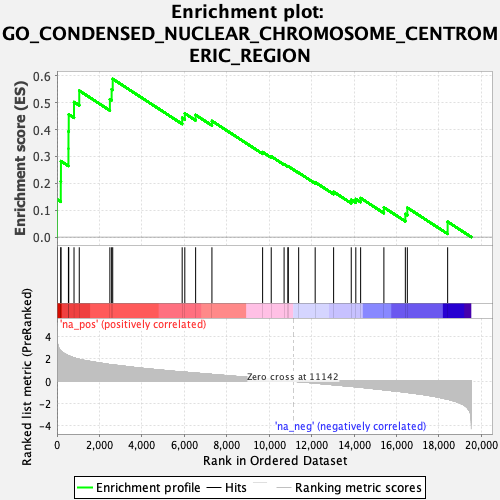 Enrichment plot:
GO_CONDENSED_NUCLEAR_CHROMOSOME_CENTROM
ERIC_REGION
Enrichment score (ES)
0.6
0.5
0.4
0.3
0.2
0.1
0.0
'na_pos' (positively correlated)
Ranked list metric (PreRanked)
4
2
0
-2
-4
Zero cross at 11142
'na_neg' (negatively correlated)
0
2,000
4,000
6,000
8,000
10,000
12,000
14,000
16,000
18,000
20,000
Rank in Ordered Dataset
Enrichment profile
Hits
Ranking metric scores